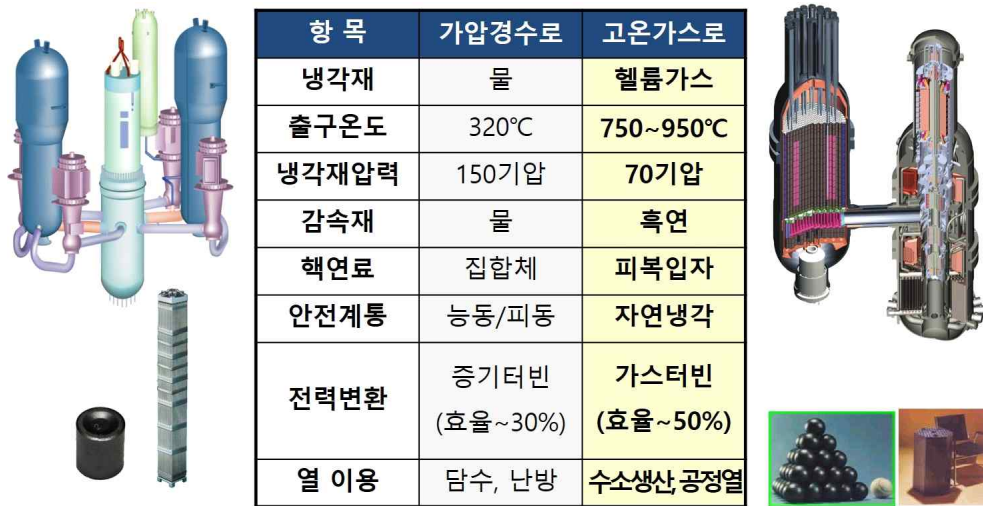 항 목 가압경수로 고온가스로
냉각재 물 헬륨가스
출구온도 320℃ 750~950℃
냉각재압력 150기압 70기압
감속재 물 흑연
핵연료 집합체 피복입자
안전계통 능동/피동 자연냉각
전력변환 증기터빈 가스터빈
(효율~30%) (효율~50%)
열 이용 담수, 난방 수소생산, 공정열